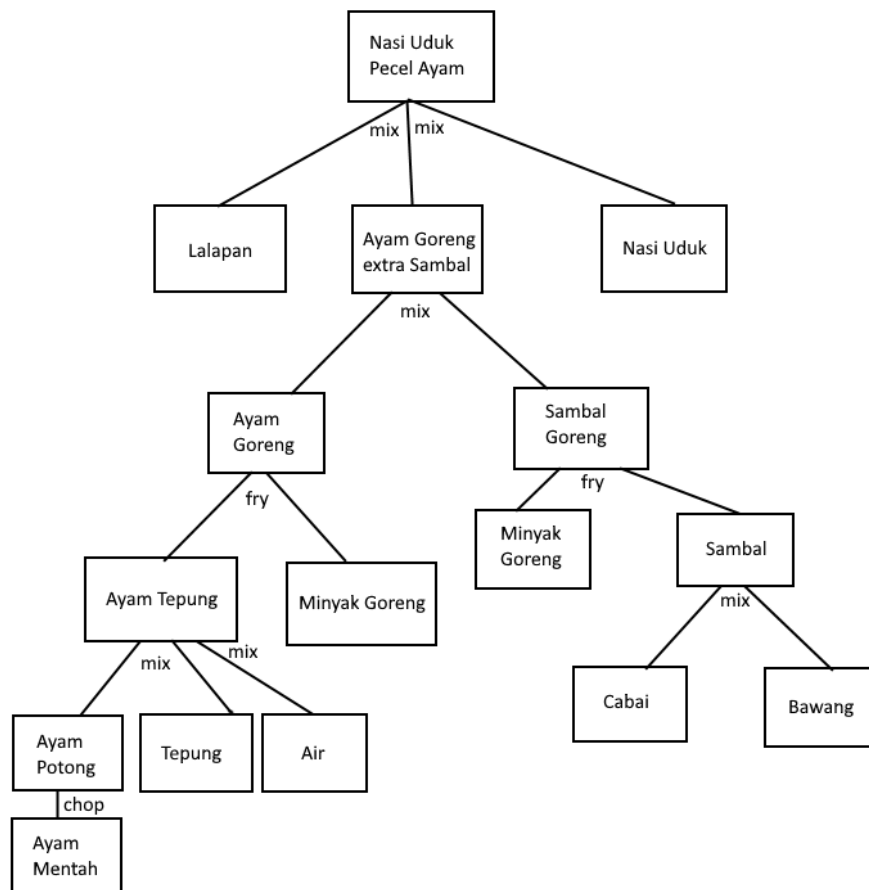 Nasi Uduk
Pecel Ayam
mix mix
Lalapan
Ayam Goreng
extra Sambal
Nasi Uduk
mix
Ayam
Goreng
Sambal
Goreng
fry
fry
Minyak
Goreng
Sambal
Ayam Tepung
Minyak Goreng
mix
mix
mix
Cabai
Bawang
Ayam
Potong
Tepung
Air
chop
Ayam
Mentah